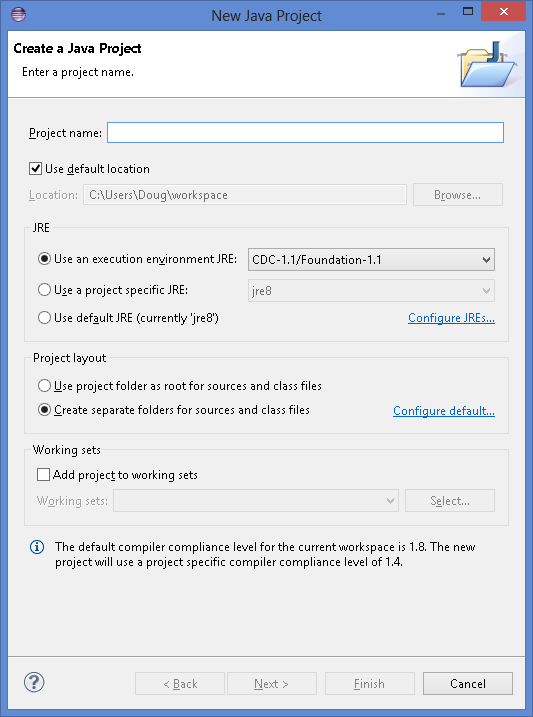 New Java Project
Create a Java Project
Enter a project name.
Project name:
Use default location
Location: C:\Users\Doug\workspace Browse...
JRE
Use an execution environment JRE: CDC-1.1/Foundation-1.1
Use a project specific JRE: jre8
Use default JRE (currently 'jre8') Configure JREs...
Project layout
Use project folder as root for sources and class files
Create separate folders for sources and class files Configure default...
Working sets
Add project to working sets
Working sets: Select...
The default compiler compliance level for the current workspace is 1.8. The new
project will use a project specific compiler compliance level of 1.4.
? < Back Next > Finish Cancel